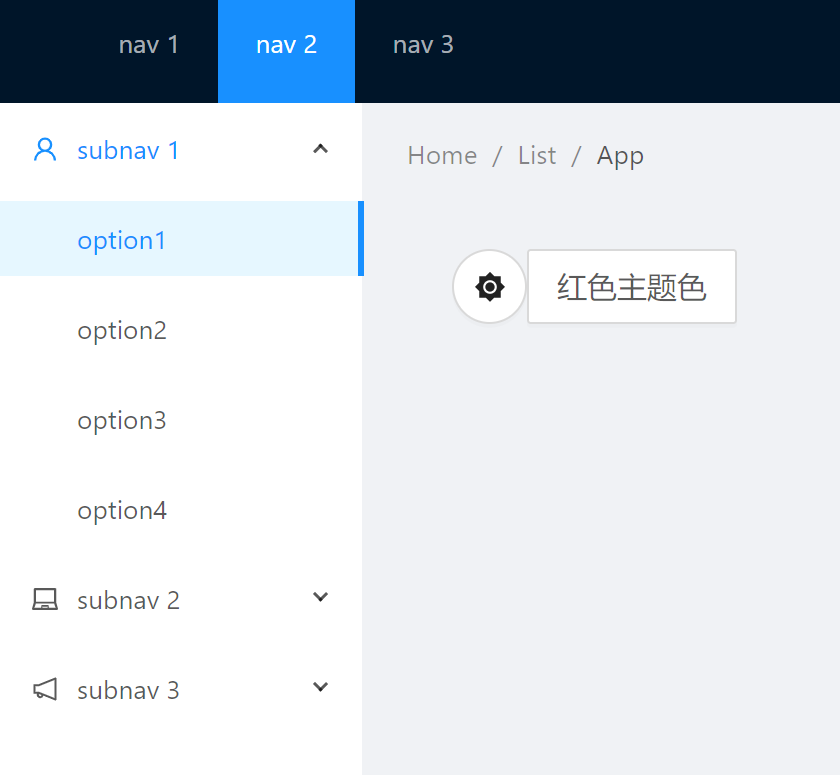 nav 1 nav 2 nav 3
subnav 1
option1
option2
option3
option4
subnav 2
subnav 3
Home / List / App
红色主题色